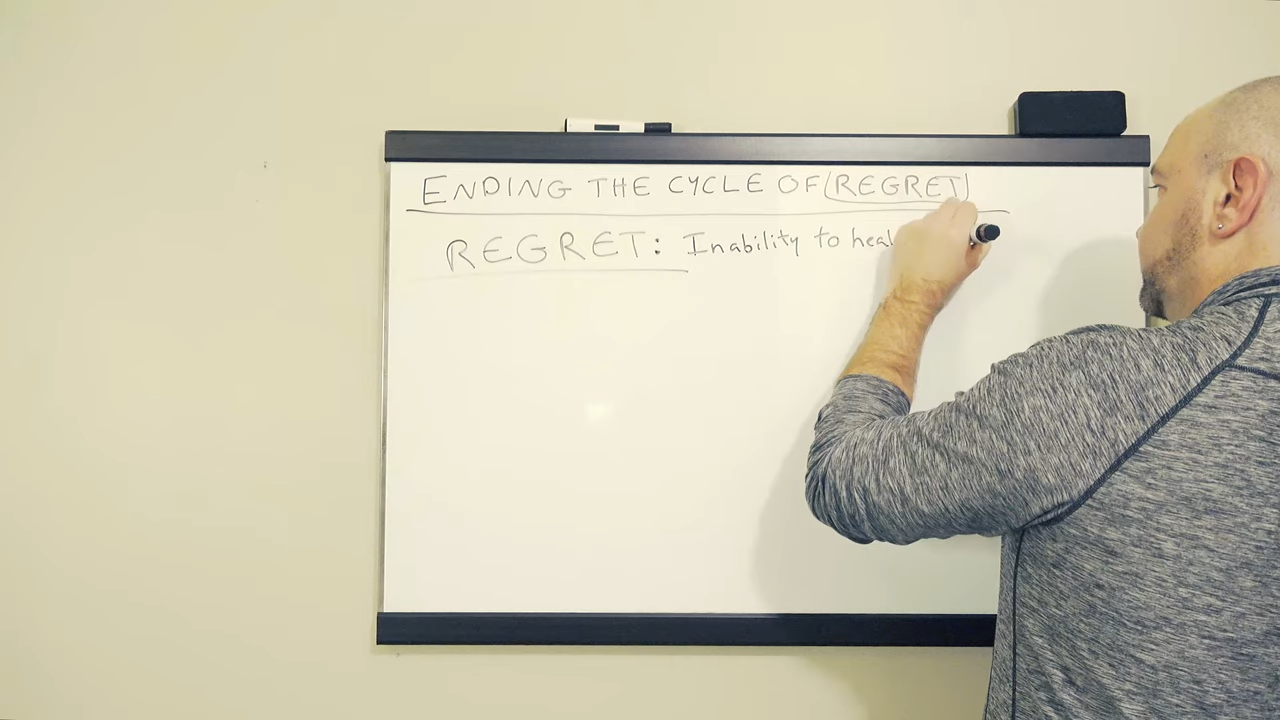 ENDING THE CYCLE OF (REGRET)
REGRET: Inability to heal